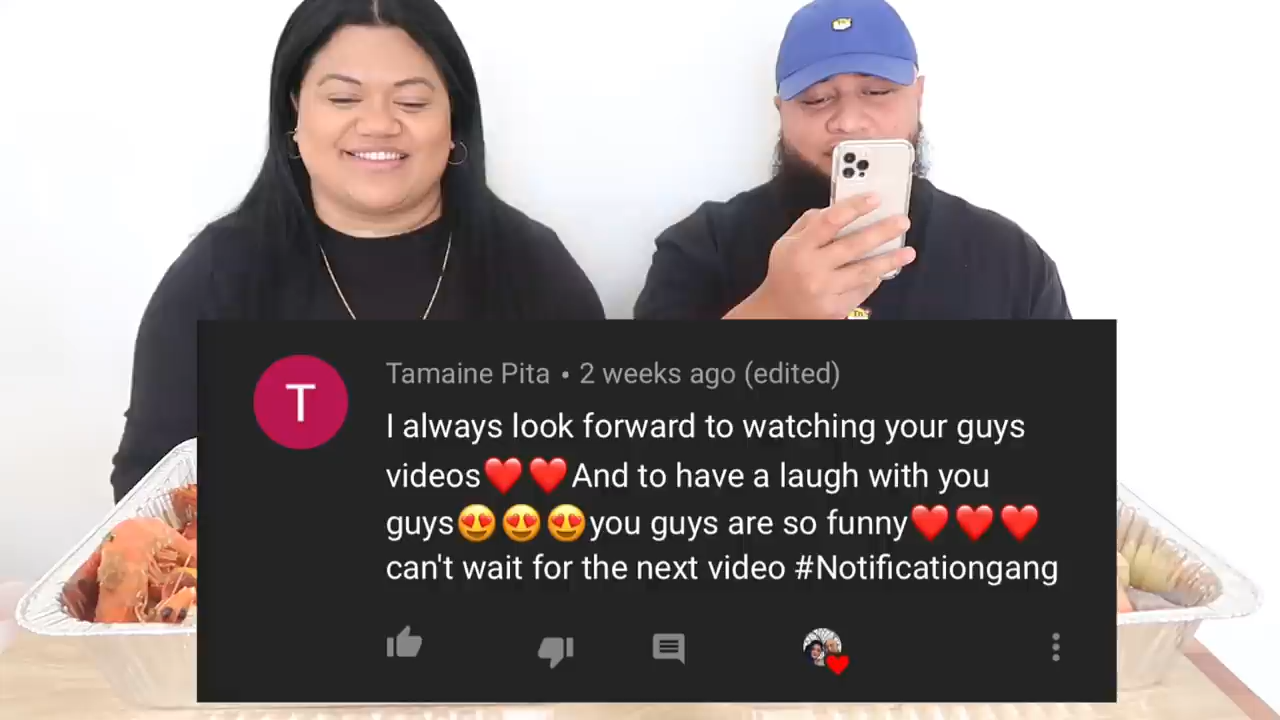 T
Tamaine Pita • 2 weeks ago (edited)
I always look forward to watching your guys
videos❤️❤️And to have a laugh with you
guys😍😍😍you guys are so funny❤️❤️❤️
can't wait for the next video #Notificationgang